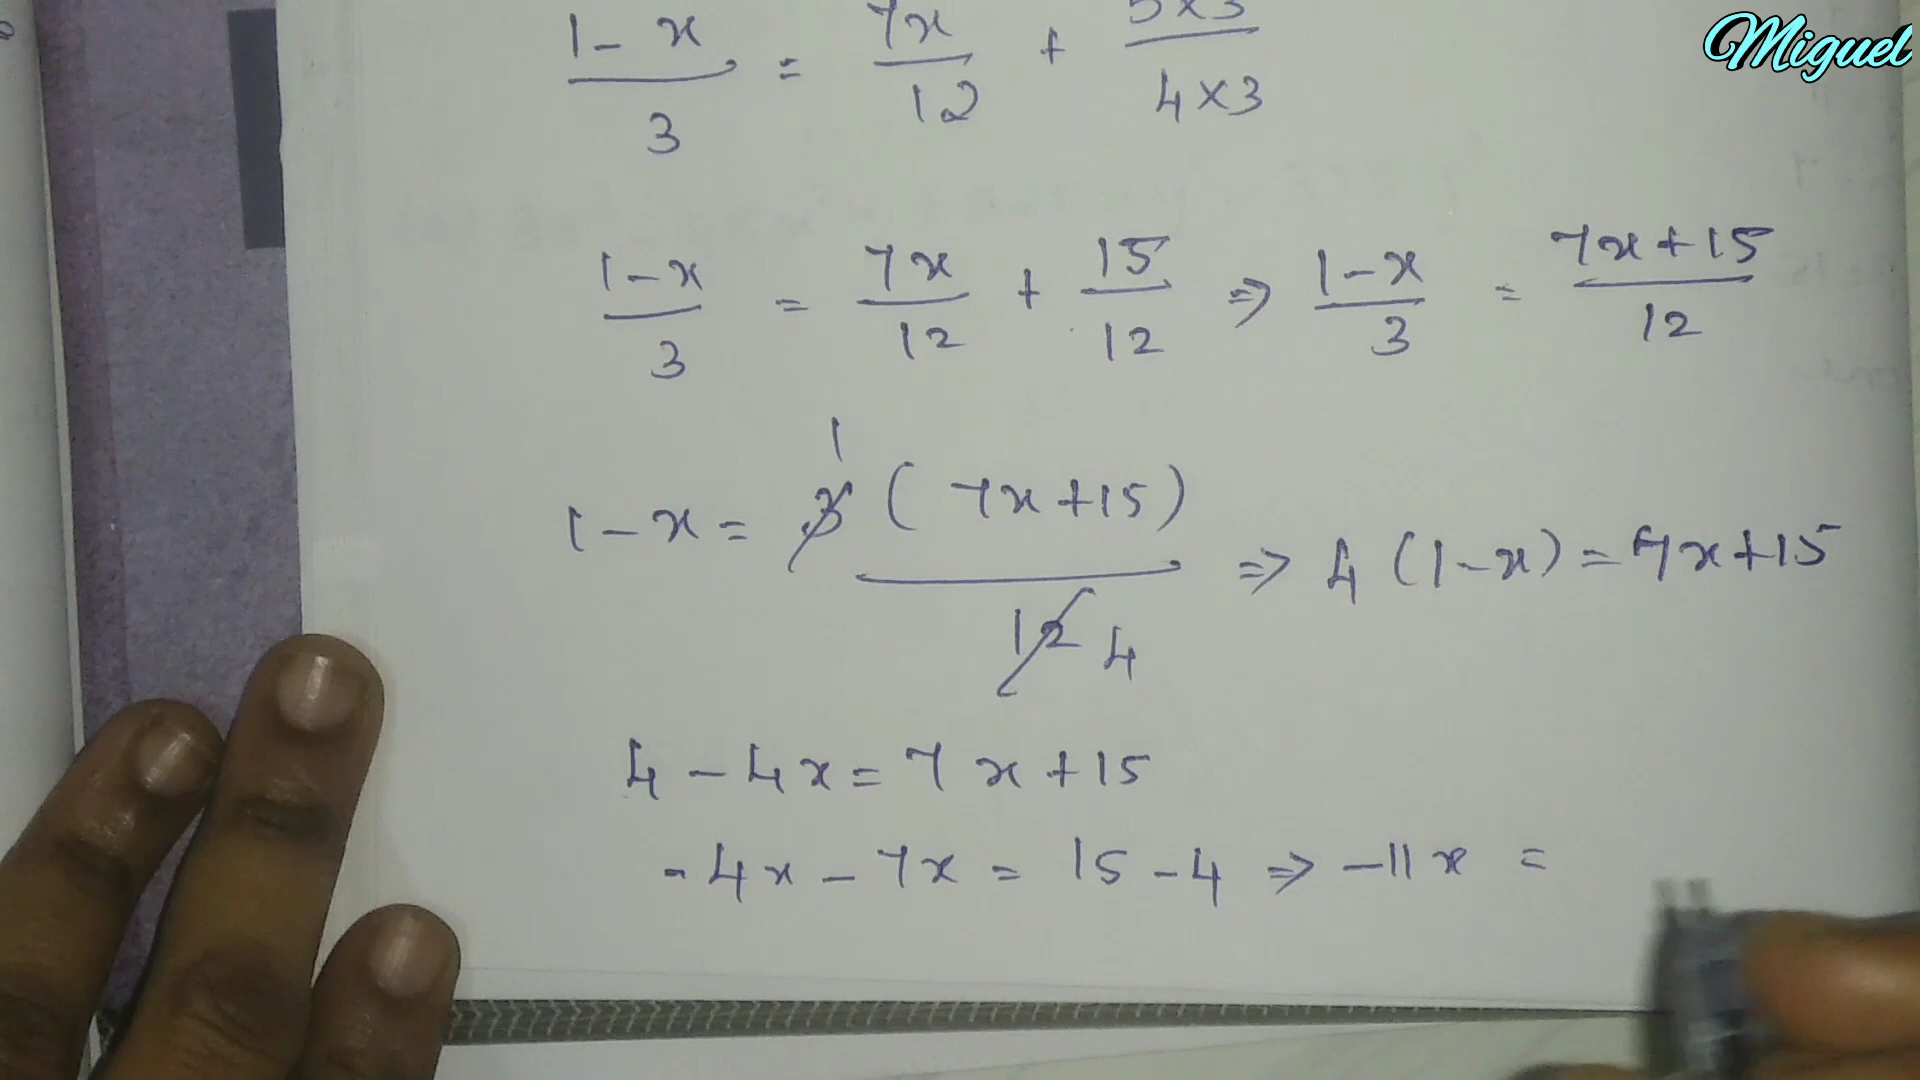 Miguel
(1-x)/3 = 7x/12 + 5×3/4×3
(1-x)/3 = 7x/12 + 15/12 ⇒ (1-x)/3 = (7x+15)/12
1-x = 3 1 (7x+15)/12 4 ⇒ 4(1-x) = 7x+15
4 - 4x = 7x + 15
-4x - 7x = 15 - 4 ⇒ -11x =